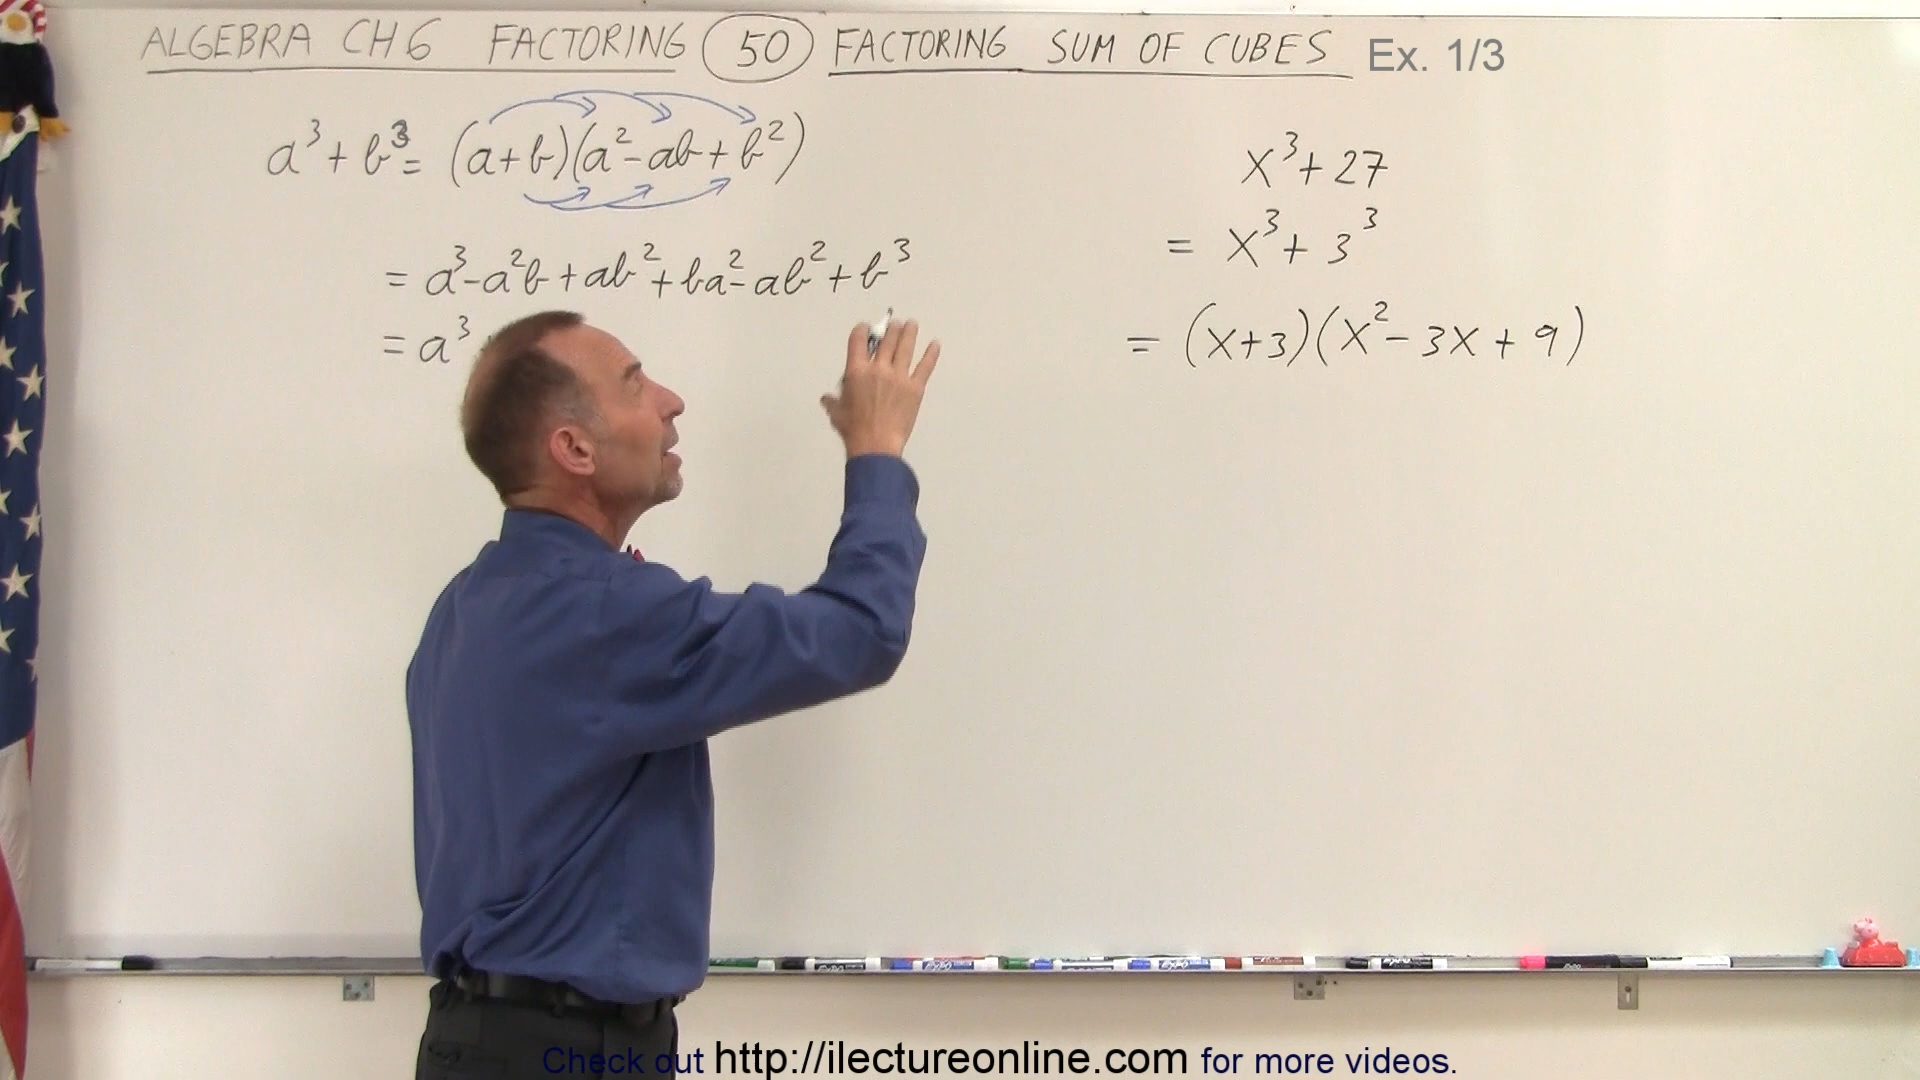 ALGEBRA CH 6 FACTORING 50 FACTORING SUM OF CUBES Ex. 1/3
a³ + b³ = (a+b)(a² - ab + b²)
= a³ - a²b + ab² + ba² - ab² + b³
= a³
x³ + 27
= x³ + 3³
= (x+3)(x² - 3x + 9)
Check out http://ilectureonline.com for more videos.